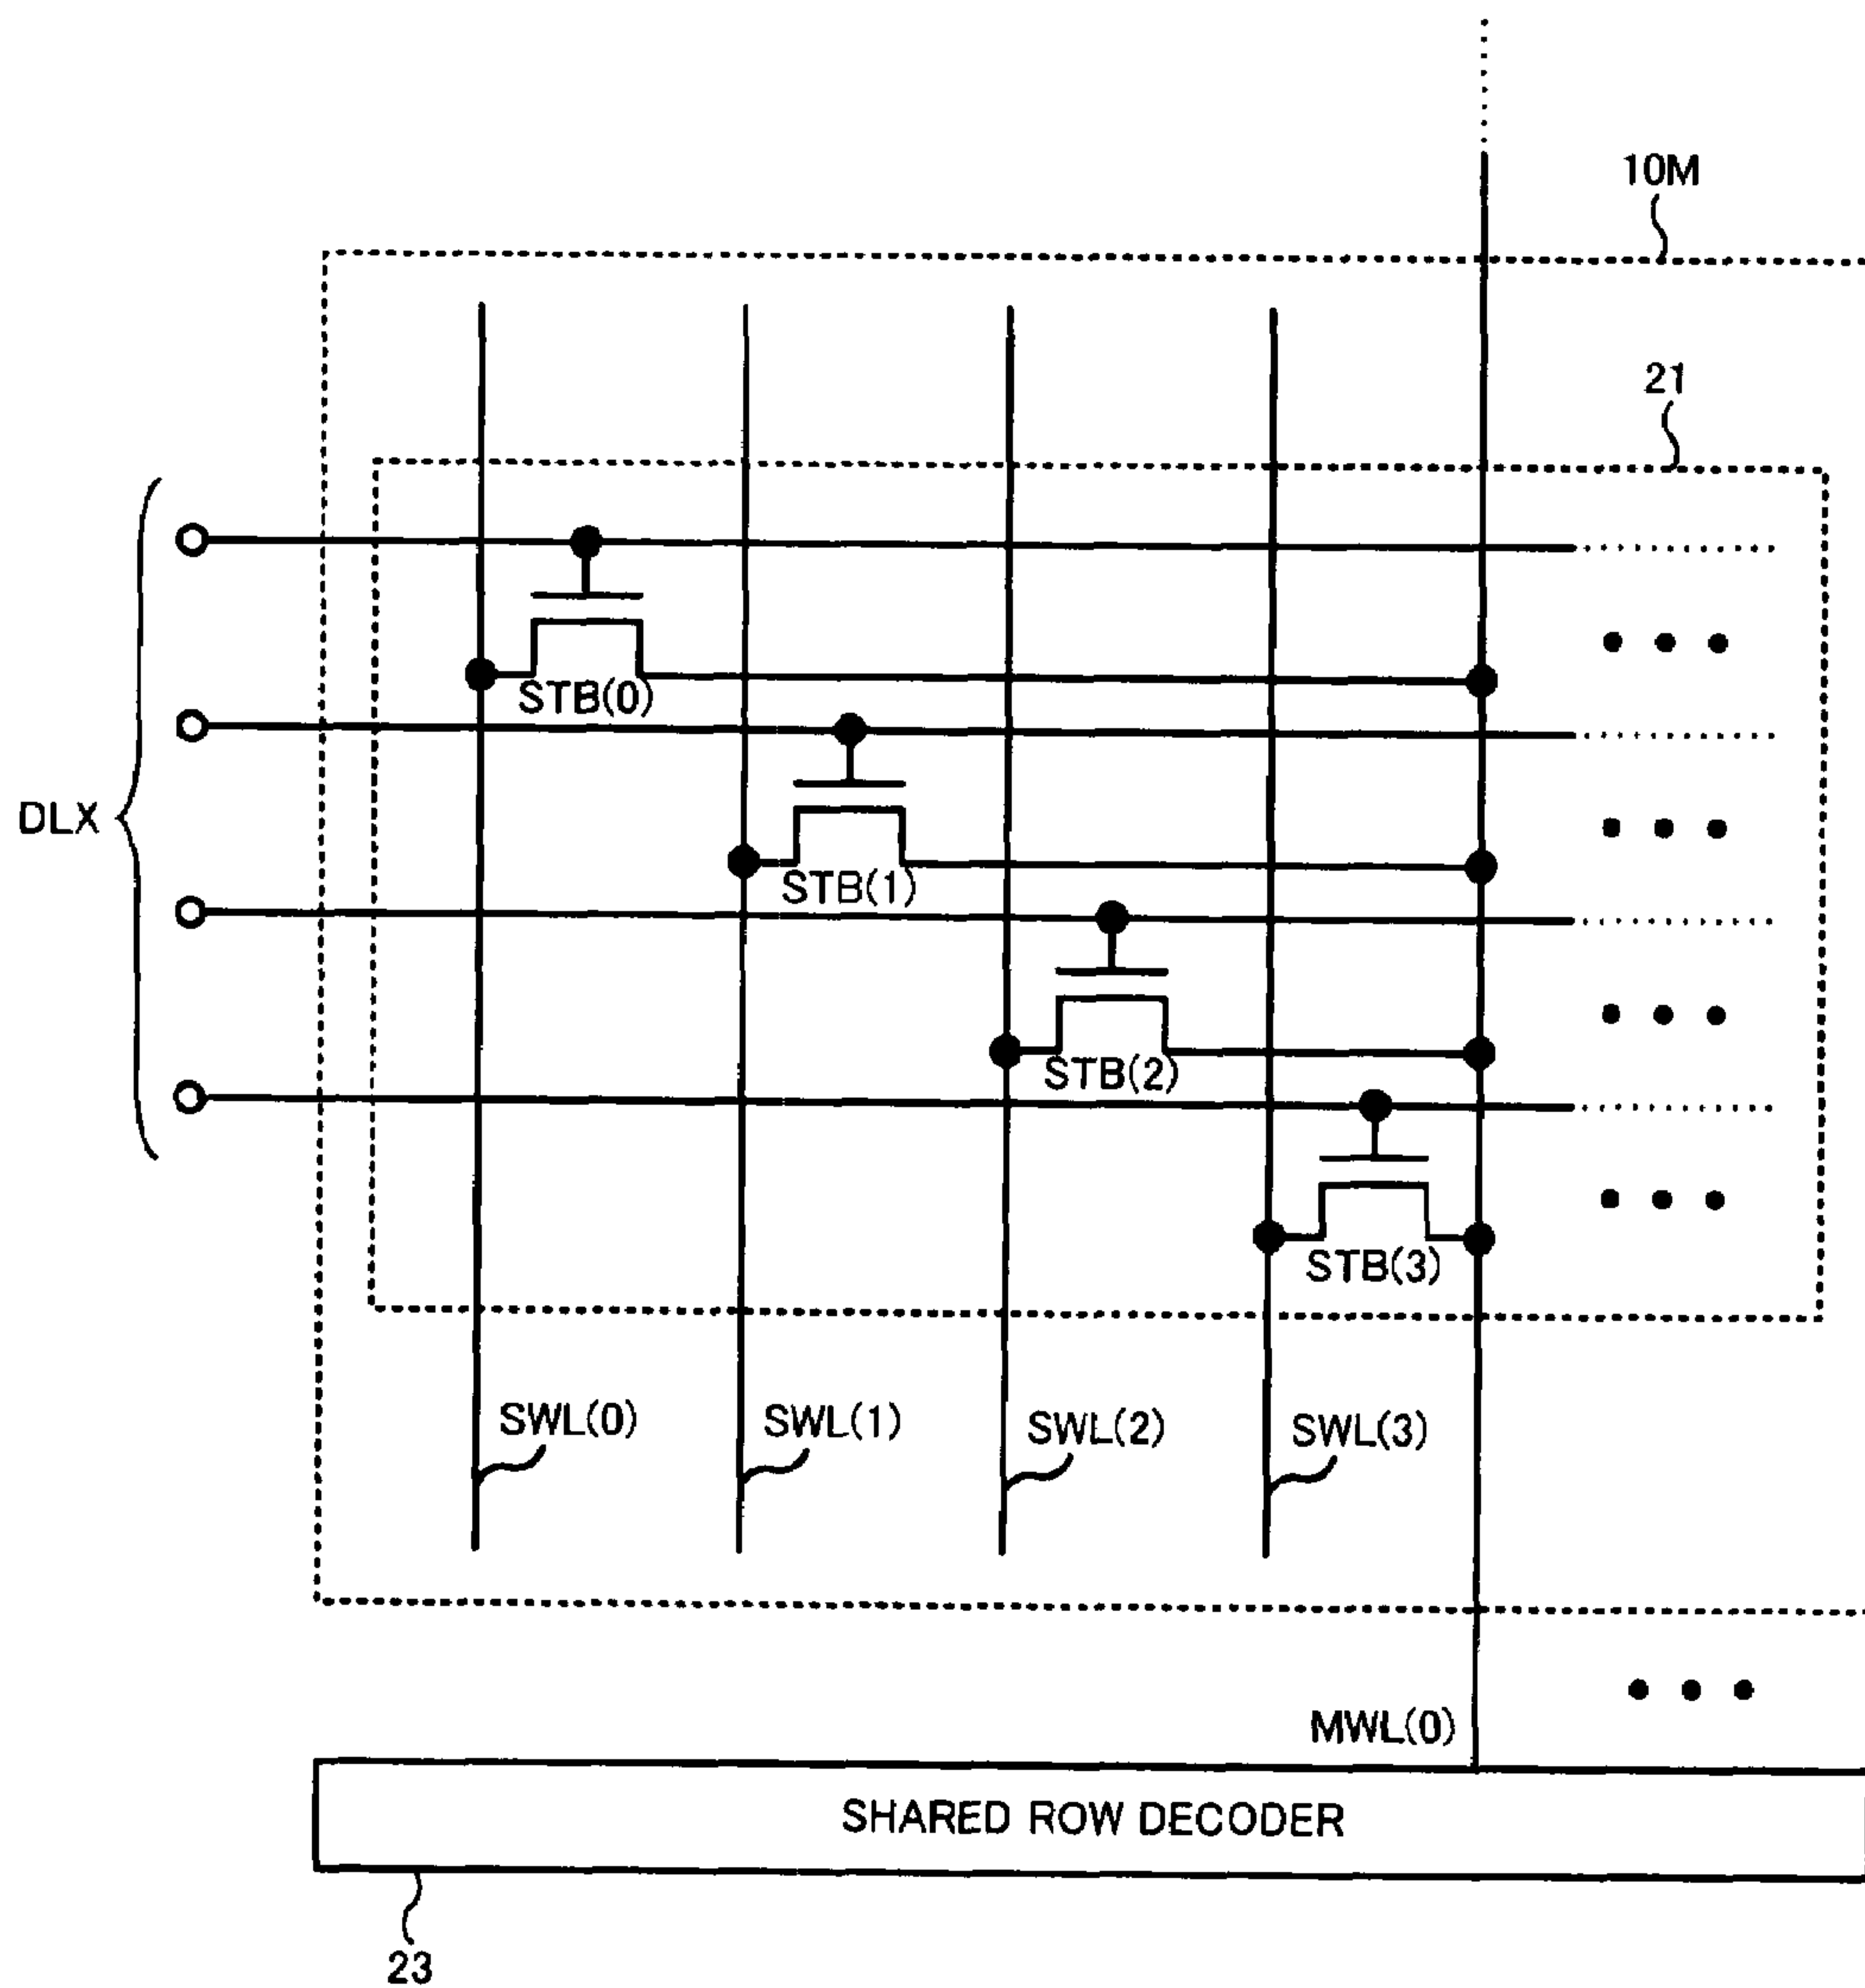 10M
21
STB(0)
DLX
STB(1)
STB(2)
STB(3)
SWL(0)
SWL(1)
SWL(2)
SWL(3)
MWL(0)
SHARED ROW DECODER
23